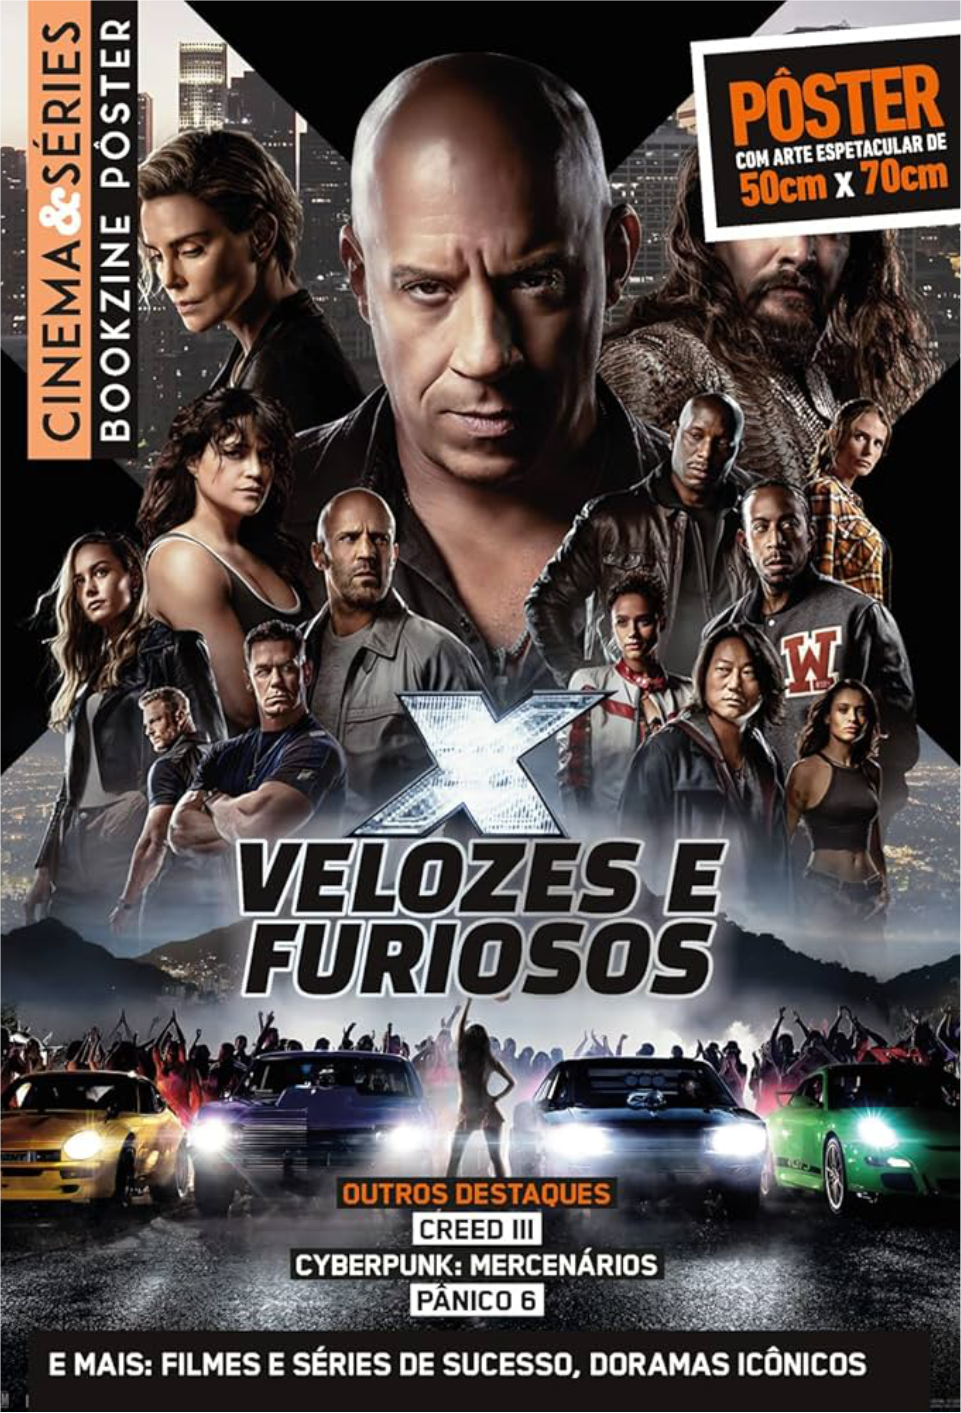 CINEMA&SÉRIES
BOOKZINE PÔSTER
PÔSTER
COM ARTE ESPETACULAR DE
50cm X 70cm
W
X
VELOZES E
FURIOSOS
OUTROS DESTAQUES
CREED III
CYBERPUNK: MERCENÁRIOS
PÂNICO 6
E MAIS: FILMES E SÉRIES DE SUCESSO, DORAMAS ICÔNICOS